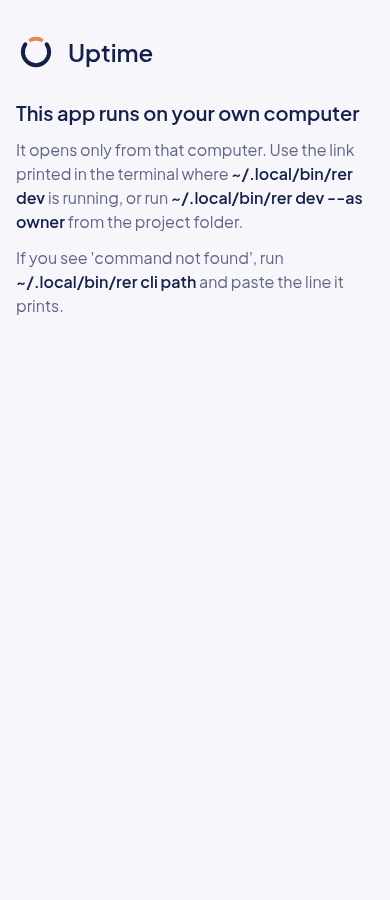 Uptime
This app runs on your own computer
It opens only from that computer. Use the link
printed in the terminal where ~/.local/bin/rer
dev is running, or run ~/.local/bin/rer dev --as
owner from the project folder.
If you see 'command not found', run
~/.local/bin/rer cli path and paste the line it
prints.